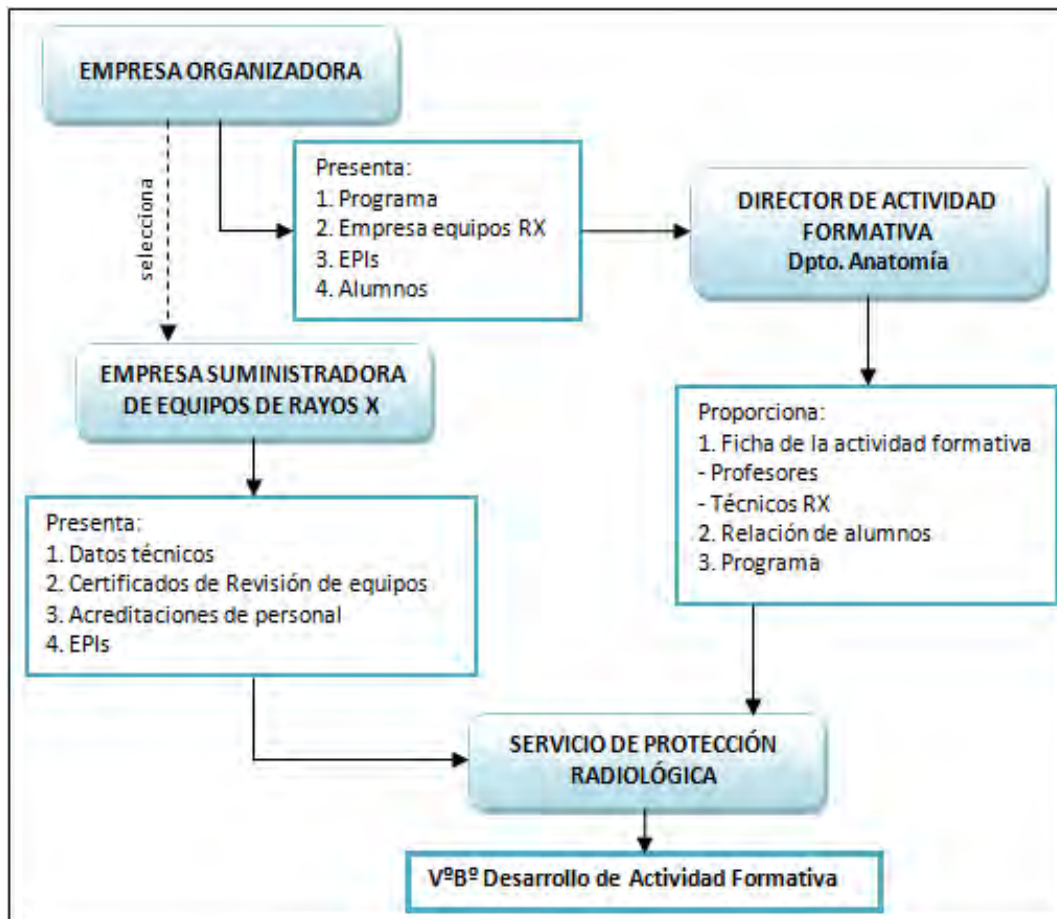 EMPRESA ORGANIZADORA
selecciona
Presenta:
1. Programa
2. Empresa equipos RX
3. EPIs
4. Alumnos
DIRECTOR DE ACTIVIDAD
FORMATIVA
Dpto. Anatomía
EMPRESA SUMINISTRADORA
DE EQUIPOS DE RAYOS X
Presenta:
1. Datos técnicos
2. Certificados de Revisión de equipos
3. Acreditaciones de personal
4. EPIs
Proporciona:
1. Ficha de la actividad formativa
- Profesores
- Técnicos RX
2. Relación de alumnos
3. Programa
SERVICIO DE PROTECCIÓN
RADIOLÓGICA
VºBº Desarrollo de Actividad Formativa